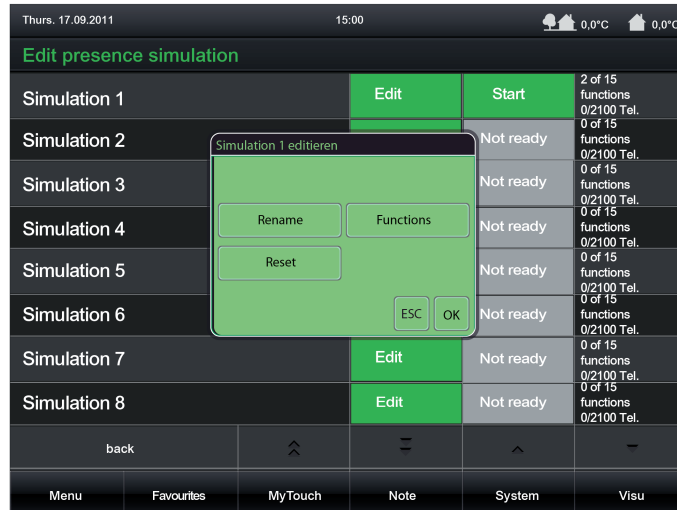 Thurs. 17.09.2011 15:00 0,0°C 0,0°C
Edit presence simulation
Simulation 1 Edit Start 2 of 15
functions
0/2100 Tel.
Simulation 2 Not ready 0 of 15
functions
0/2100 Tel.
Simulation 3 Not ready 0 of 15
functions
0/2100 Tel.
Simulation 4 Not ready 0 of 15
functions
0/2100 Tel.
Simulation 5 Not ready 0 of 15
functions
0/2100 Tel.
Simulation 6 Not ready 0 of 15
functions
0/2100 Tel.
Simulation 7 Edit Not ready 0 of 15
functions
0/2100 Tel.
Simulation 8 Edit Not ready 0 of 15
functions
0/2100 Tel.
Simulation 1 editieren
Rename Functions
Reset
ESC OK
back
Menu Favourites MyTouch Note System Visu